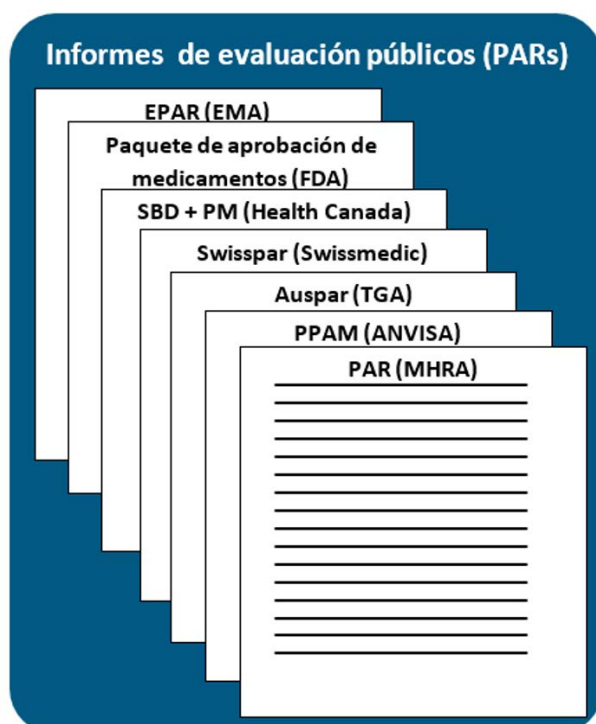 Informes de evaluación públicos (PARs)
EPAR (EMA)
Paquete de aprobación de
medicamentos (FDA)
SBD + PM (Health Canada)
Swisspar (Swissmedic)
Auspar (TGA)
PPAM (ANVISA)
PAR (MHRA)